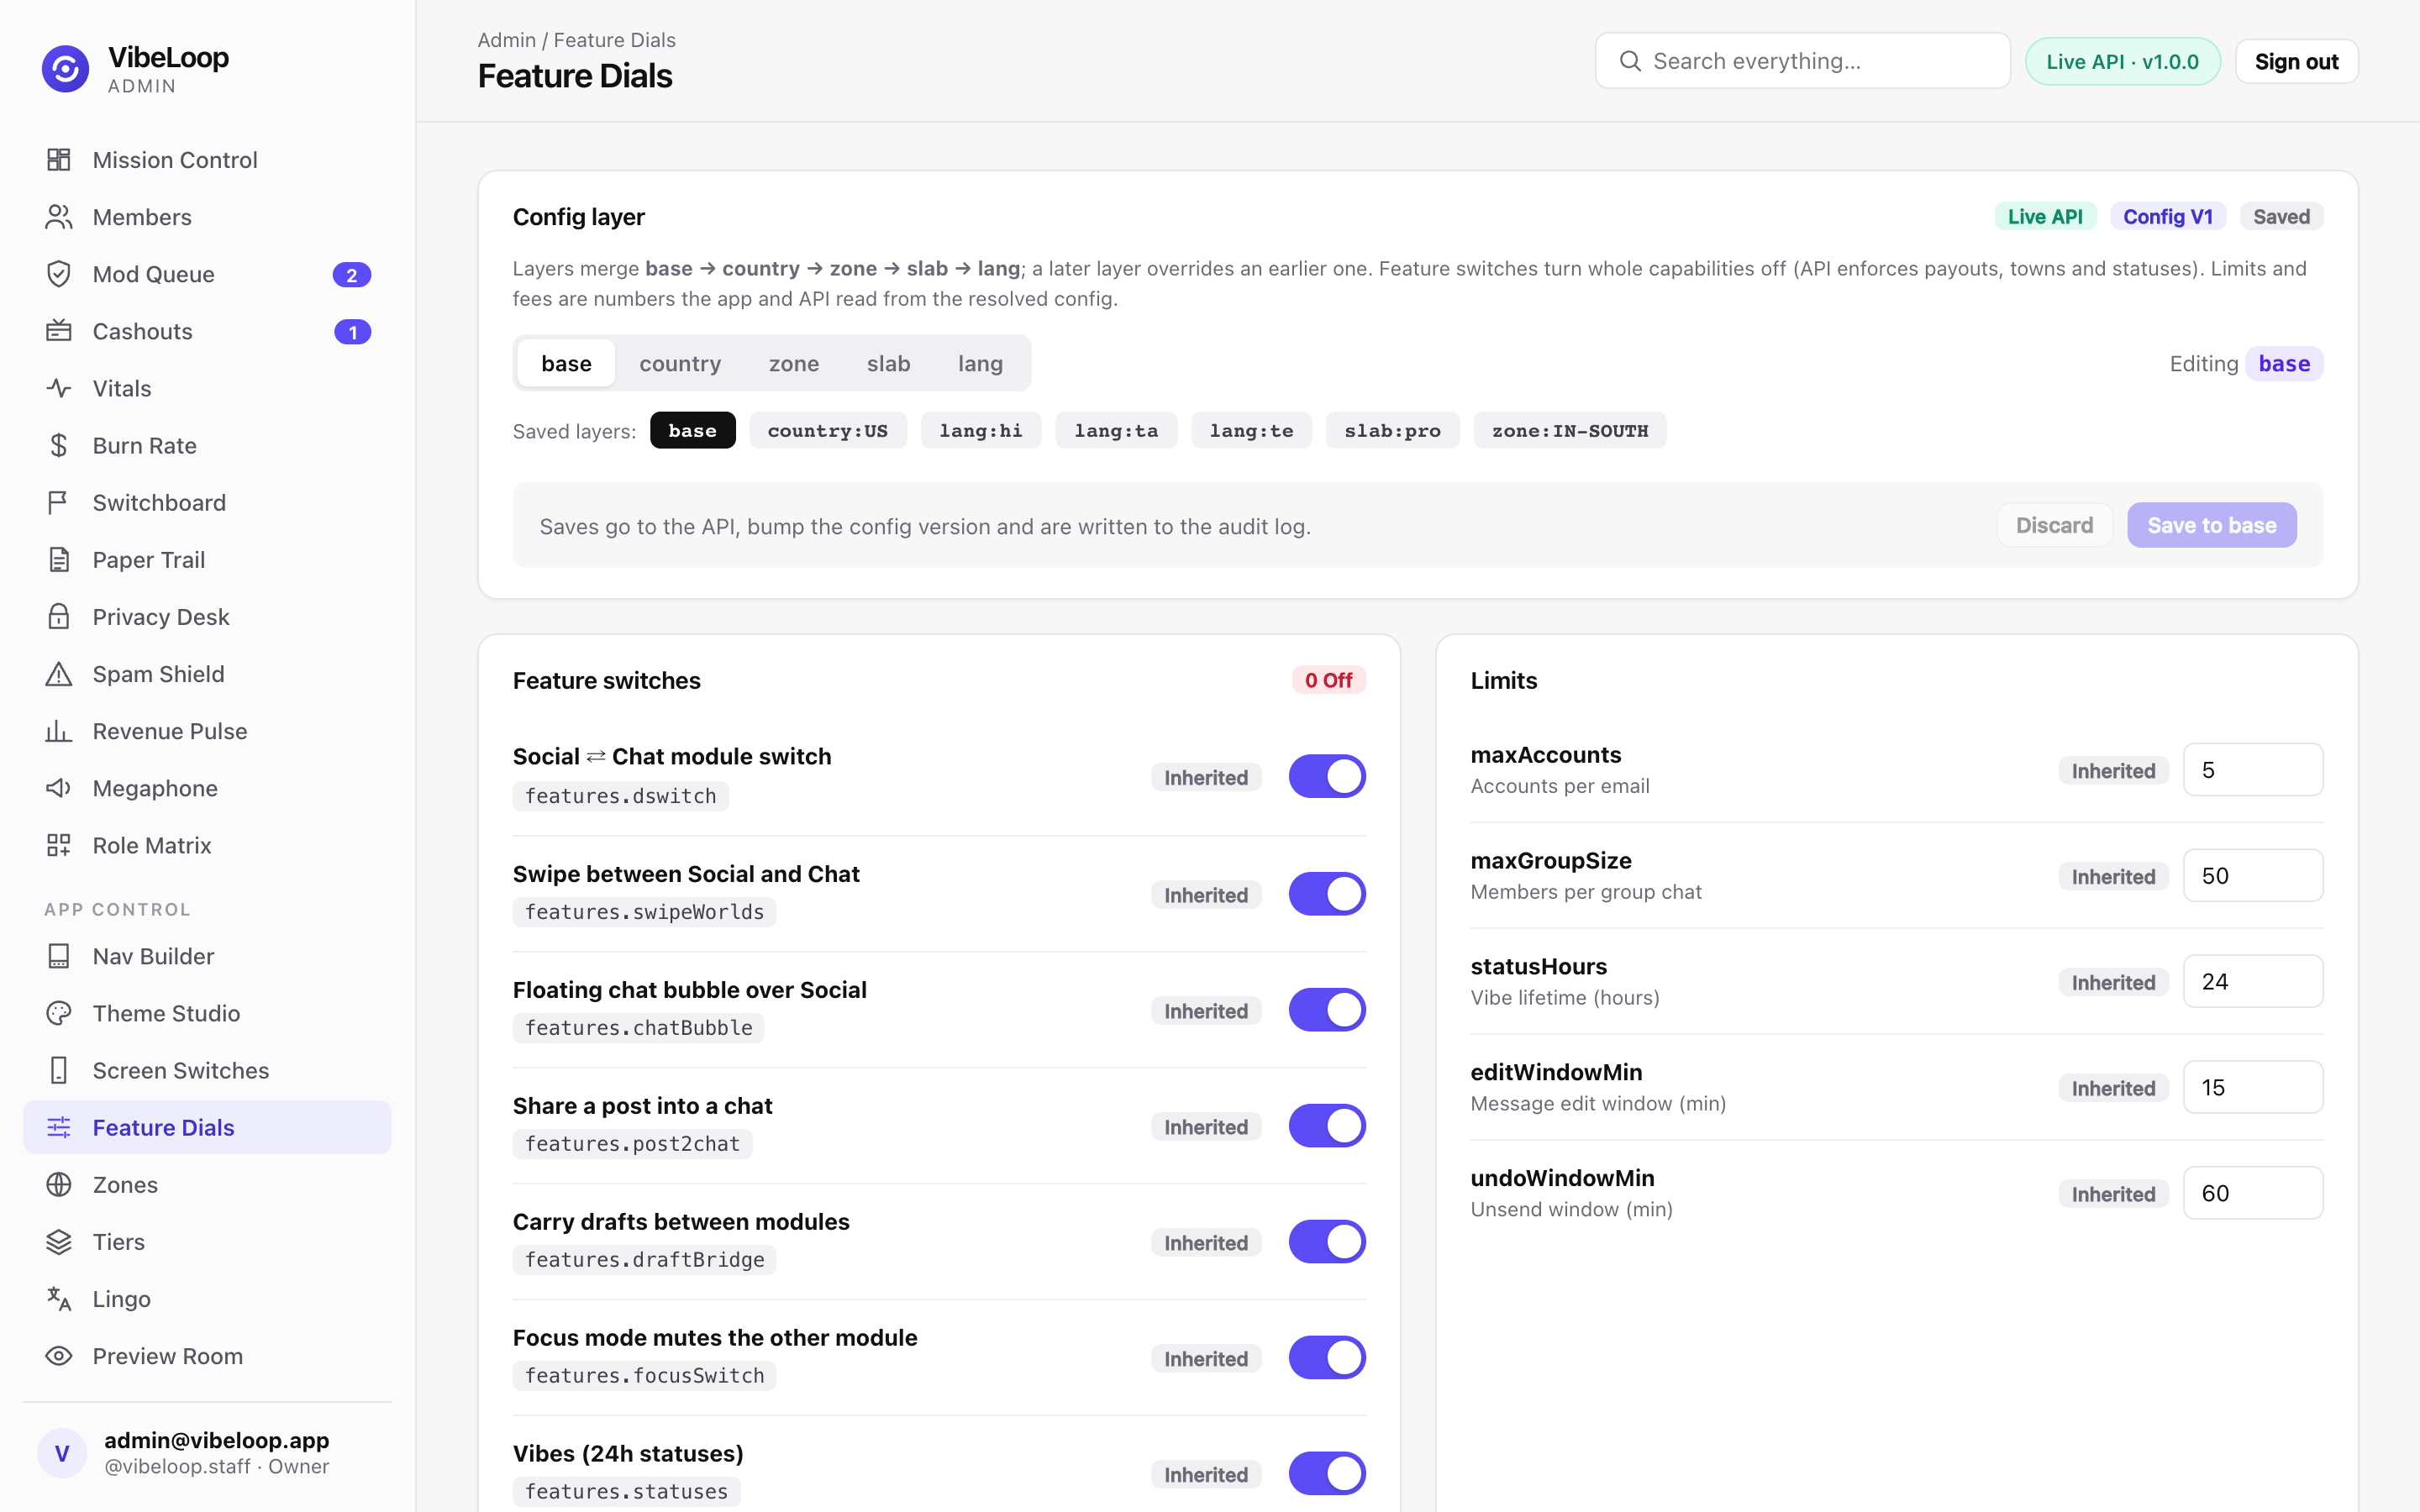 VibeLoop
ADMIN
Mission Control
Members
Mod Queue 2
Cashouts 1
Vitals
Burn Rate
Switchboard
Paper Trail
Privacy Desk
Spam Shield
Revenue Pulse
Megaphone
Role Matrix
APP CONTROL
Nav Builder
Theme Studio
Screen Switches
Feature Dials
Zones
Tiers
Lingo
Preview Room
V
admin@vibeloop.app
@vibeloop.staff · Owner
Admin / Feature Dials
Feature Dials
Search everything...
Live API · v1.0.0
Sign out
Config layer
Live API
Config V1
Saved
Layers merge base → country → zone → slab → lang; a later layer overrides an earlier one. Feature switches turn whole capabilities off (API enforces payouts, towns and statuses). Limits and
fees are numbers the app and API read from the resolved config.
base country zone slab lang
Editing base
Saved layers: base country:US lang:hi lang:ta lang:te slab:pro zone:IN-SOUTH
Saves go to the API, bump the config version and are written to the audit log.
Discard
Save to base
Feature switches
0 Off
Social ⇄ Chat module switch
features.dswitch
Inherited
Swipe between Social and Chat
features.swipeWorlds
Inherited
Floating chat bubble over Social
features.chatBubble
Inherited
Share a post into a chat
features.post2chat
Inherited
Carry drafts between modules
features.draftBridge
Inherited
Focus mode mutes the other module
features.focusSwitch
Inherited
Vibes (24h statuses)
features.statuses
Inherited
Limits
maxAccounts
Accounts per email
Inherited 5
maxGroupSize
Members per group chat
Inherited 50
statusHours
Vibe lifetime (hours)
Inherited 24
editWindowMin
Message edit window (min)
Inherited 15
undoWindowMin
Unsend window (min)
Inherited 60